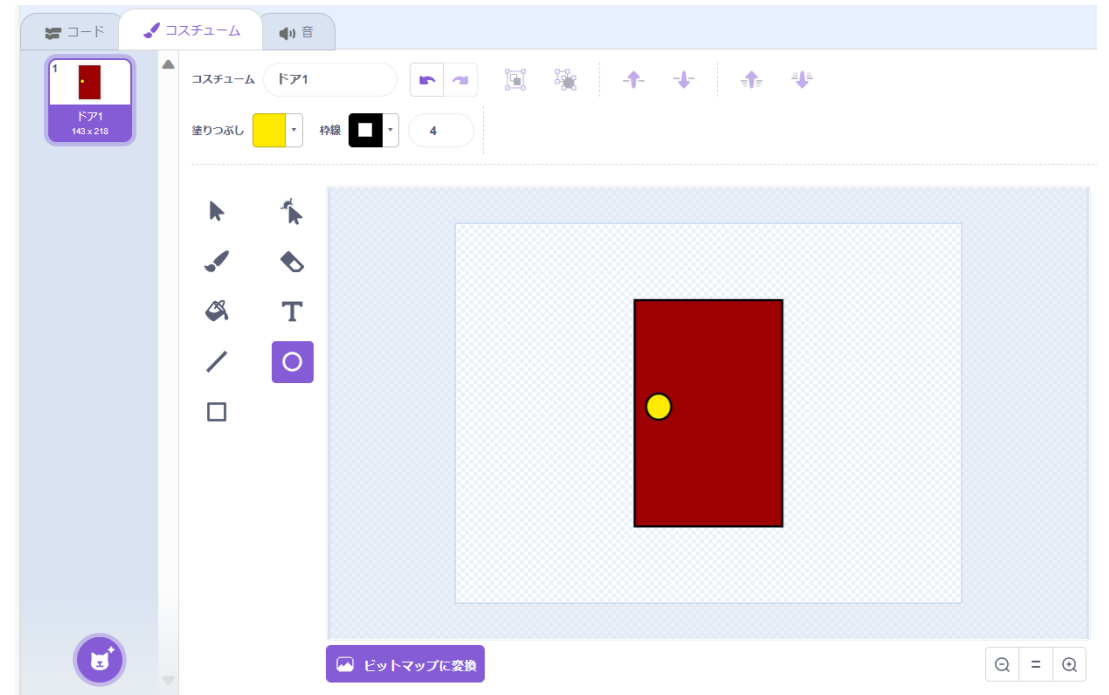 コード
コスチューム
音
1
ドア1
143 x 218
コスチューム
ドア1
塗りつぶし
枠線
4
T
ビットマップに変換